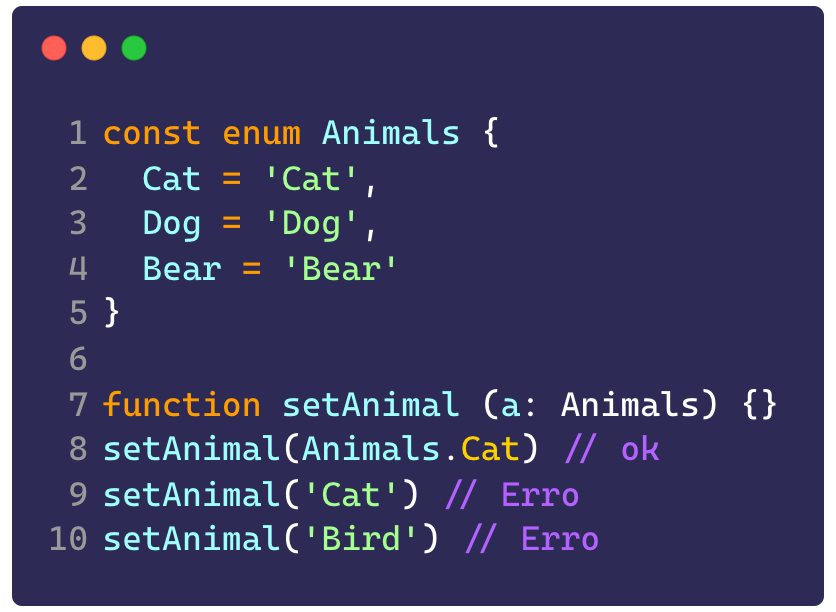 1 const enum Animals {
2   Cat = 'Cat',
3   Dog = 'Dog',
4   Bear = 'Bear'
5 }
6
7 function setAnimal (a: Animals) {}
8 setAnimal(Animals.Cat) // ok
9 setAnimal('Cat') // Erro
10 setAnimal('Bird') // Erro